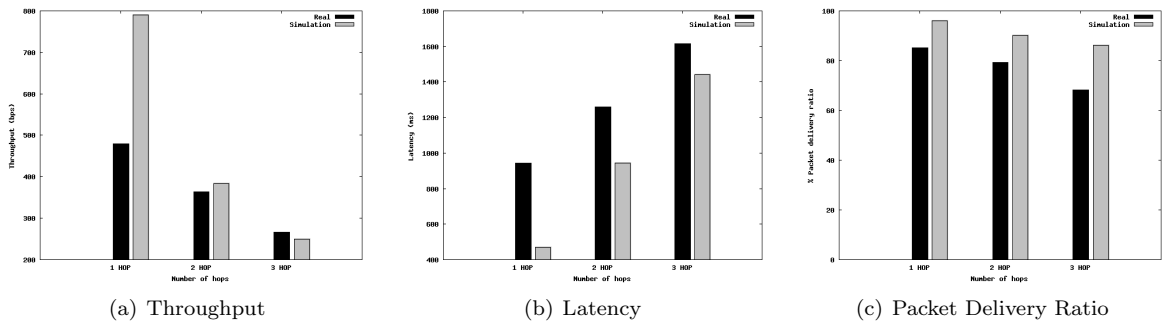 800
700
600
500
400
300
200
Throughput (bps)
Real
Simulation
1 HOP 2 HOP 3 HOP
Number of hops
(a) Throughput
1800
1600
1400
1200
1000
800
600
400
Latency (ms)
Real
Simulation
1 HOP 2 HOP 3 HOP
Number of hops
(b) Latency
100
80
60
40
20
0
% Packet delivery ratio
Real
Simulation
1 HOP 2 HOP 3 HOP
Number of hops
(c) Packet Delivery Ratio